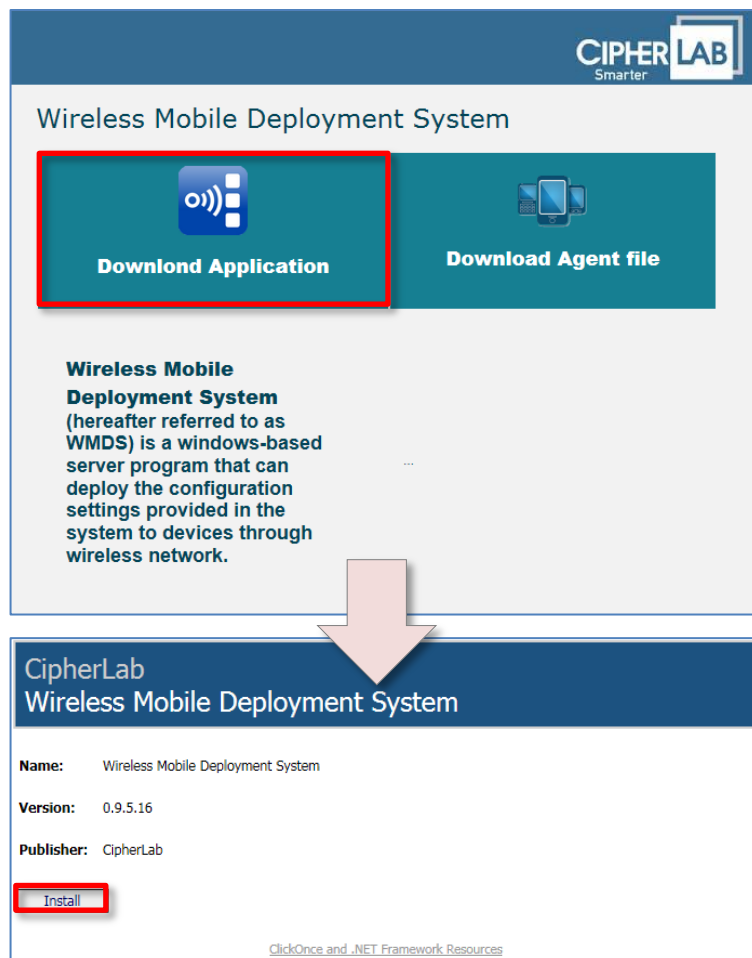 CIPHERLAB
Smarter
Wireless Mobile Deployment System
Downlond Application
Download Agent file
Wireless Mobile
Deployment System
(hereafter referred to as
WMDS) is a windows-based
server program that can
deploy the configuration
settings provided in the
system to devices through
wireless network.
...
CipherLab
Wireless Mobile Deployment System
Name: Wireless Mobile Deployment System
Version: 0.9.5.16
Publisher: CipherLab
Install
ClickOnce and .NET Framework Resources